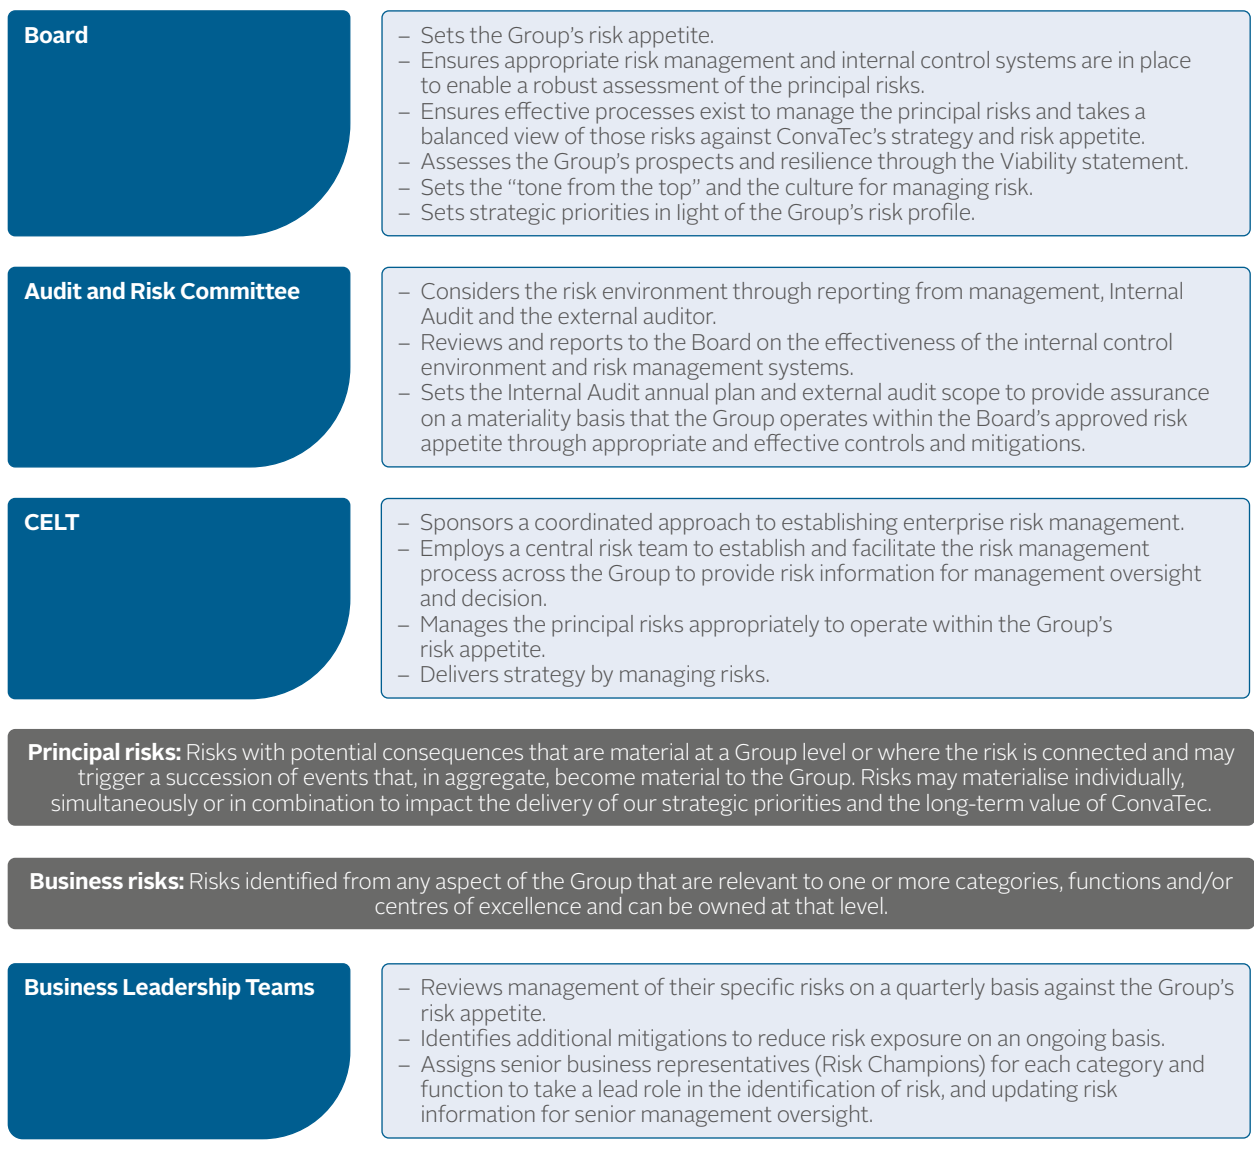 Board
– Sets the Group’s risk appetite.
– Ensures appropriate risk management and internal control systems are in place
to enable a robust assessment of the principal risks.
– Ensures effective processes exist to manage the principal risks and takes a
balanced view of those risks against ConvaTec’s strategy and risk appetite.
– Assesses the Group’s prospects and resilience through the Viability statement.
– Sets the “tone from the top” and the culture for managing risk.
– Sets strategic priorities in light of the Group’s risk profile.
Audit and Risk Committee
– Considers the risk environment through reporting from management, Internal
Audit and the external auditor.
– Reviews and reports to the Board on the effectiveness of the internal control
environment and risk management systems.
– Sets the Internal Audit annual plan and external audit scope to provide assurance
on a materiality basis that the Group operates within the Board’s approved risk
appetite through appropriate and effective controls and mitigations.
CELT
– Sponsors a coordinated approach to establishing enterprise risk management.
– Employs a central risk team to establish and facilitate the risk management
process across the Group to provide risk information for management oversight
and decision.
– Manages the principal risks appropriately to operate within the Group’s
risk appetite.
– Delivers strategy by managing risks.
Principal risks: Risks with potential consequences that are material at a Group level or where the risk is connected and may
trigger a succession of events that, in aggregate, become material to the Group. Risks may materialise individually,
simultaneously or in combination to impact the delivery of our strategic priorities and the long-term value of ConvaTec.
Business risks: Risks identified from any aspect of the Group that are relevant to one or more categories, functions and/or
centres of excellence and can be owned at that level.
Business Leadership Teams
– Reviews management of their specific risks on a quarterly basis against the Group’s
risk appetite.
– Identifies additional mitigations to reduce risk exposure on an ongoing basis.
– Assigns senior business representatives (Risk Champions) for each category and
function to take a lead role in the identification of risk, and updating risk
information for senior management oversight.